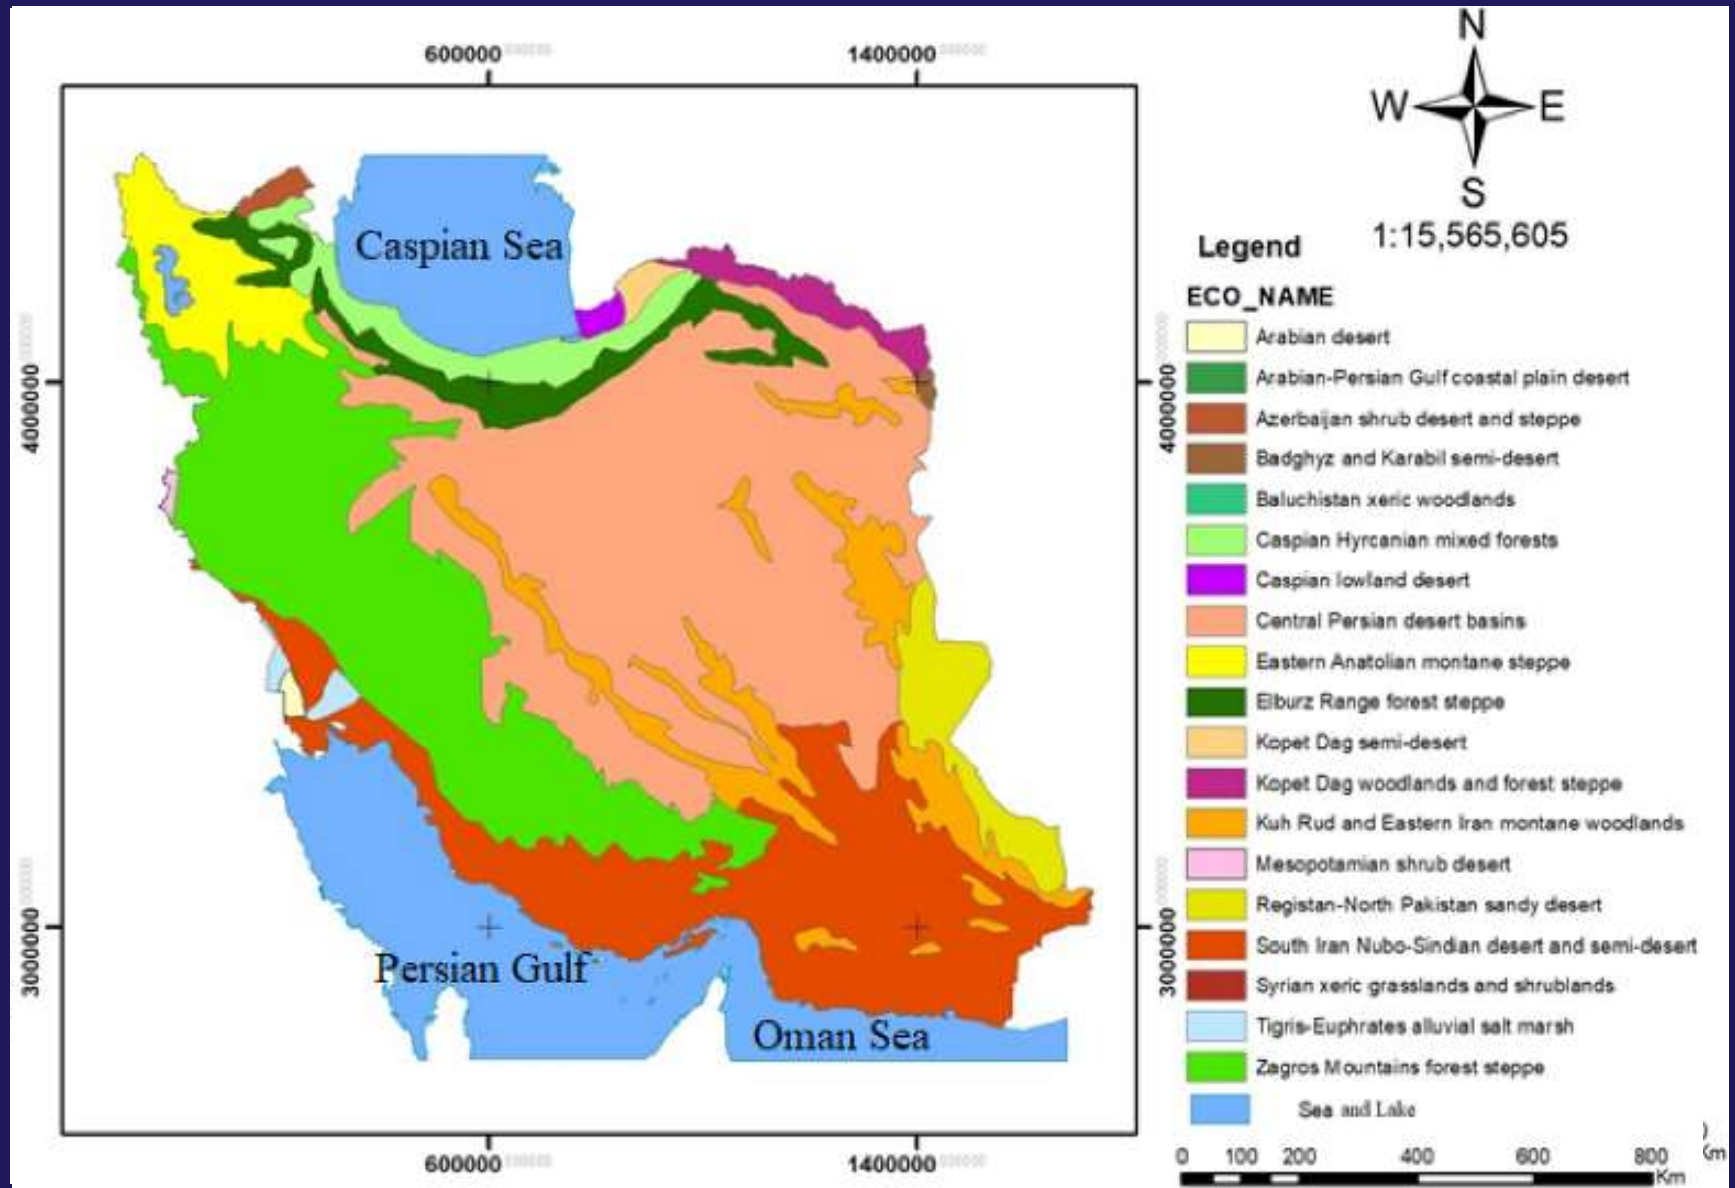 600000
1400000
N
W E
S
1:15,565,605
Caspian Sea
Persian Gulf
Oman Sea
4000000
4000000
3000000
3000000
600000
1400000
Legend
ECO_NAME
Arabian desert
Arabian-Persian Gulf coastal plain desert
Azerbaijan shrub desert and steppe
Badghyz and Karabil semi-desert
Baluchistan xeric woodlands
Caspian Hyrcanian mixed forests
Caspian lowland desert
Central Persian desert basins
Eastern Anatolian montane steppe
Elburz Range forest steppe
Kopet Dag semi-desert
Kopet Dag woodlands and forest steppe
Kuh Rud and Eastern Iran montane woodlands
Mesopotamian shrub desert
Registan-North Pakistan sandy desert
South Iran Nubo-Sindian desert and semi-desert
Syrian xeric grasslands and shrublands
Tigris-Euphrates alluvial salt marsh
Zagros Mountains forest steppe
Sea and Lake
0 100 200 400 600 800
Km